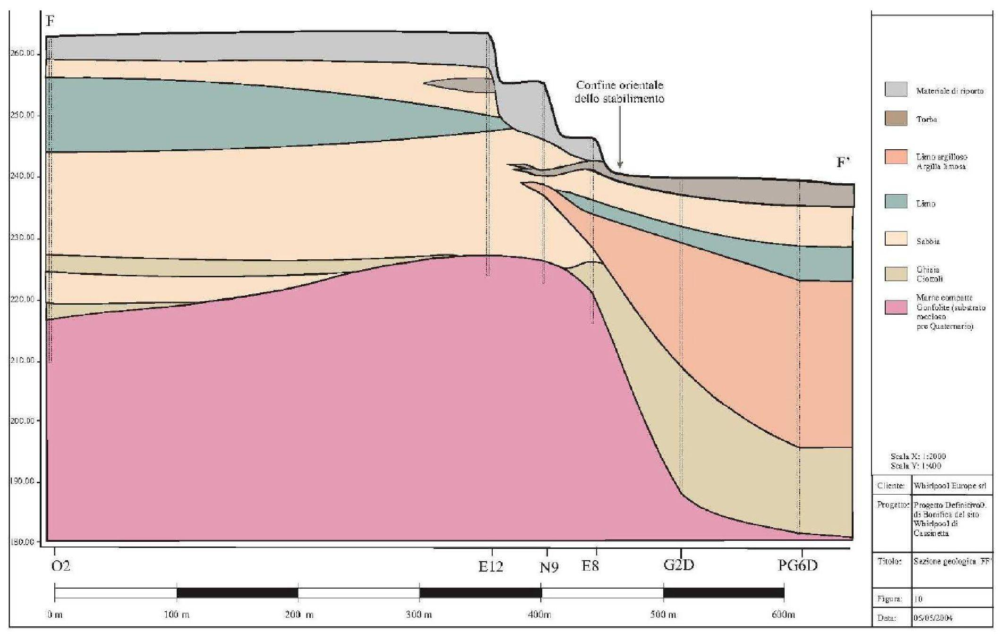 F
260.00
250.00
240.00
230.00
220.00
210.00
200.00
190.00
180.00
Confine orientale
dello stabilimento
F'
O2
E12
N9
E8
G2D
PG6D
0 m
100 m
200 m
300 m
400m
500 m
600m
Materiale di riporto
Torba
Limo argilloso
Argilla limosa
Limo
Sabbia
Ghiaia
Ciottoli
Marne compatte
Gonfolite (substrato
roccioso
pre Quaternario)
Scala X: 1:2000
Scala Y: 1:400
Cliente: Whirlpool Europe srl
Progetto: Progetto Definitivo0.
di Bonifica del sito
Whirlpool di
Cassinetta
Titolo: Sezione geologica FF'
Figura: 10
Data: 05/05/2004